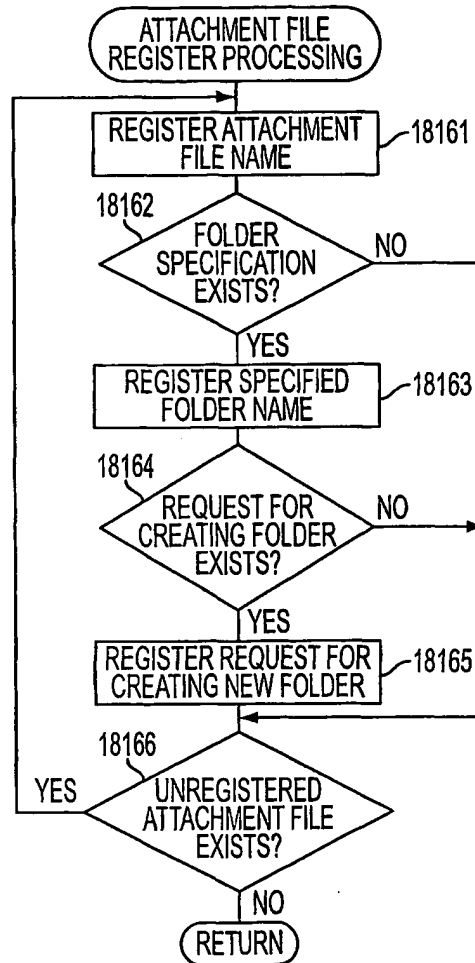 ATTACHMENT FILE
REGISTER PROCESSING
REGISTER ATTACHMENT
FILE NAME
18161
18162
FOLDER
SPECIFICATION
EXISTS?
NO
YES
REGISTER SPECIFIED
FOLDER NAME
18163
18164
REQUEST FOR
CREATING FOLDER
EXISTS?
NO
YES
REGISTER REQUEST FOR
CREATING NEW FOLDER
18165
18166
YES
UNREGISTERED
ATTACHMENT FILE
EXISTS?
NO
RETURN